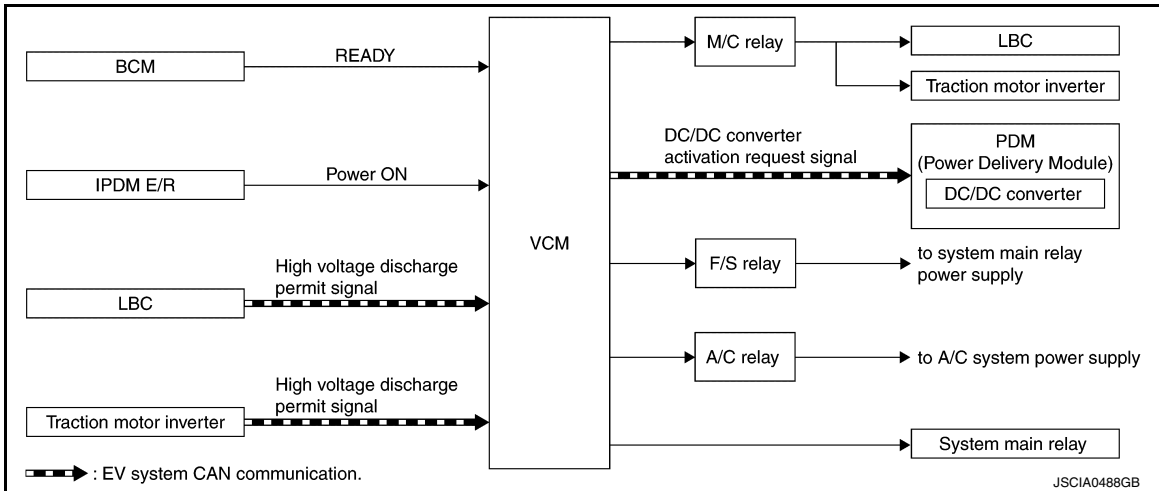 BCM
READY
IPDM E/R
Power ON
LBC
High voltage discharge
permit signal
Traction motor inverter
High voltage discharge
permit signal
: EV system CAN communication.
VCM
M/C relay
LBC
Traction motor inverter
DC/DC converter
activation request signal
PDM
(Power Delivery Module)
DC/DC converter
F/S relay
to system main relay
power supply
A/C relay
to A/C system power supply
System main relay
JSCIA0488GB